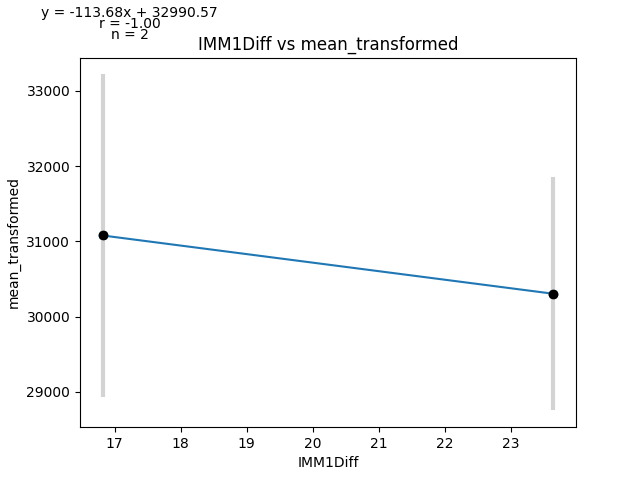 y = -113.68x + 32990.57
r = -1.00
n = 2
IMM1Diff vs mean_transformed
33000
32000
31000
30000
29000
mean_transformed
17 18 19 20 21 22 23
IMM1Diff